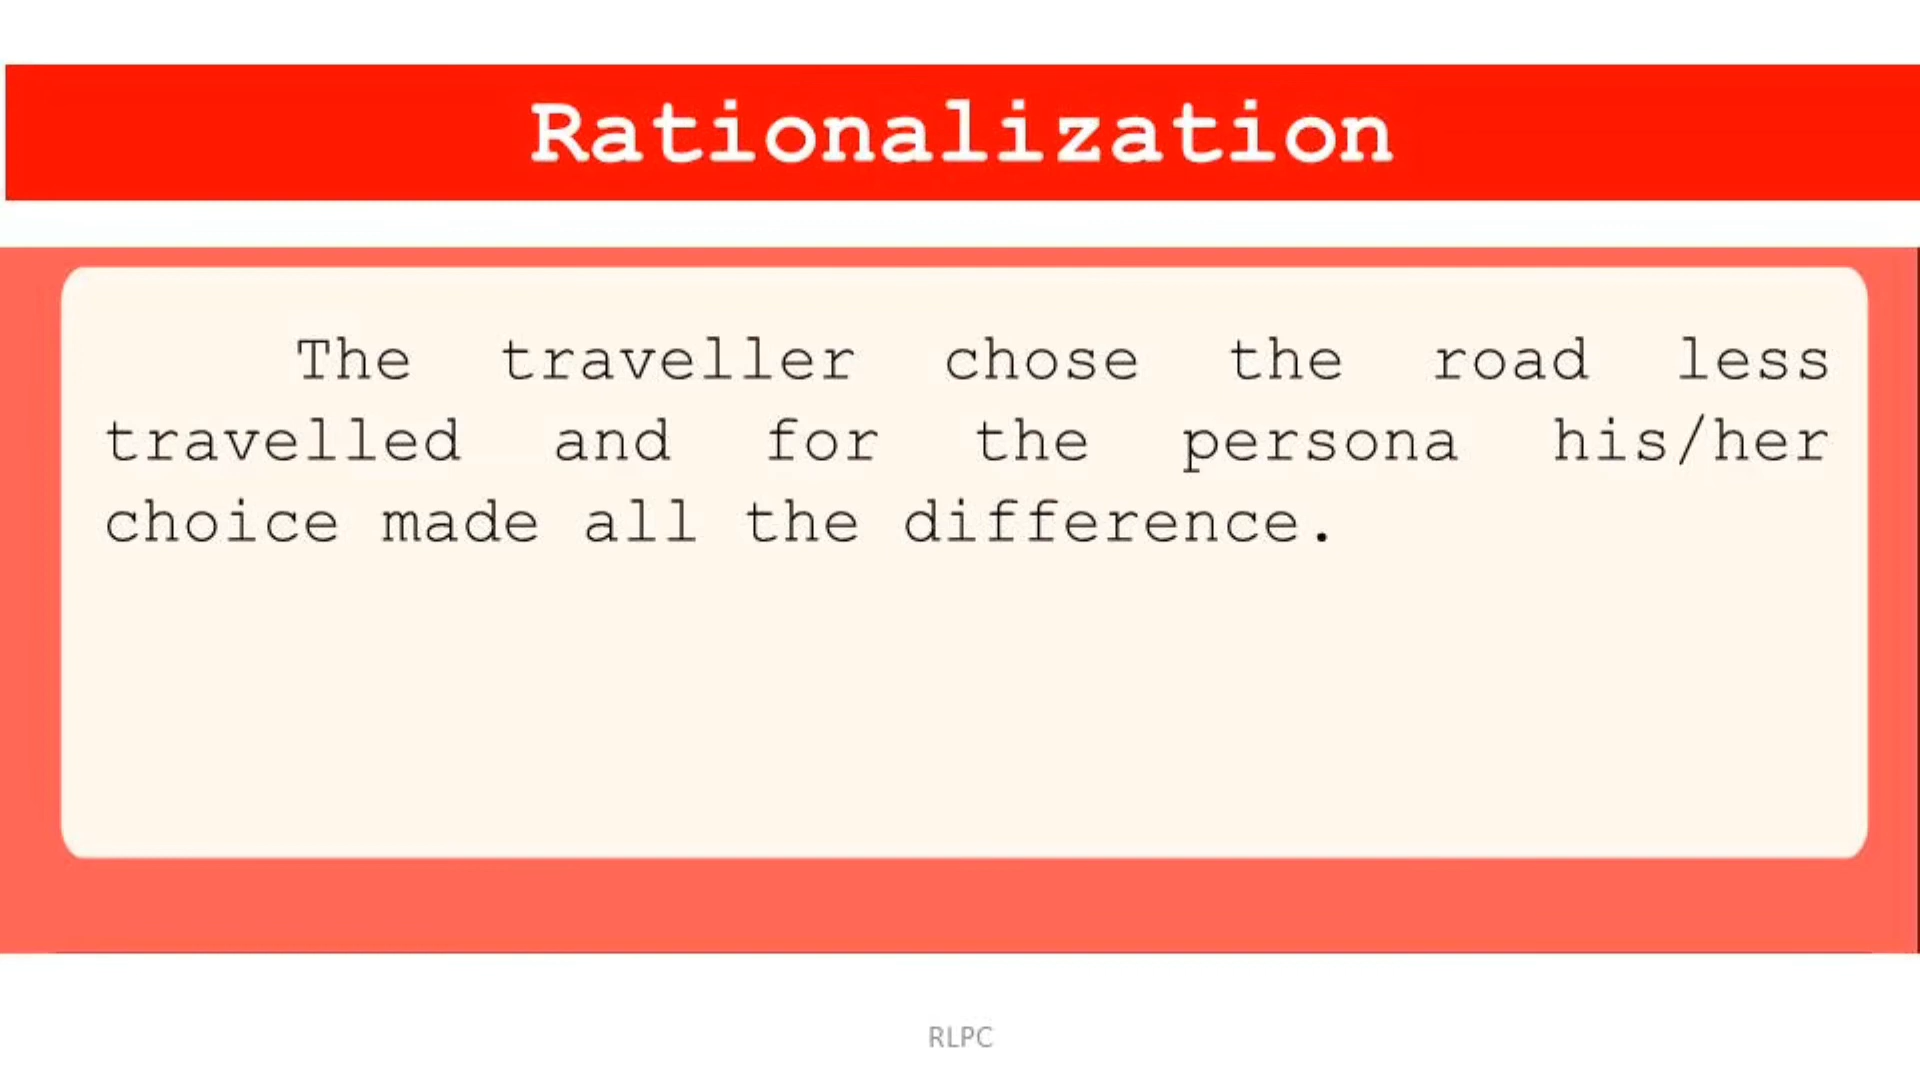 Rationalization
The traveller chose the road less
travelled and for the persona his/her
choice made all the difference.
RLPC